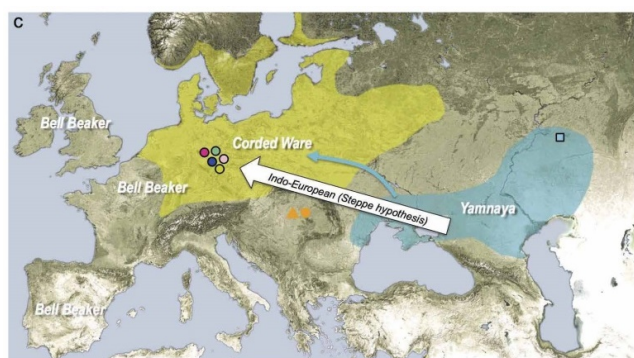 C
Bell Beaker
Corded Ware
Bell Beaker
Indo-European (Steppe hypothesis)
Yamnaya
Bell Beaker